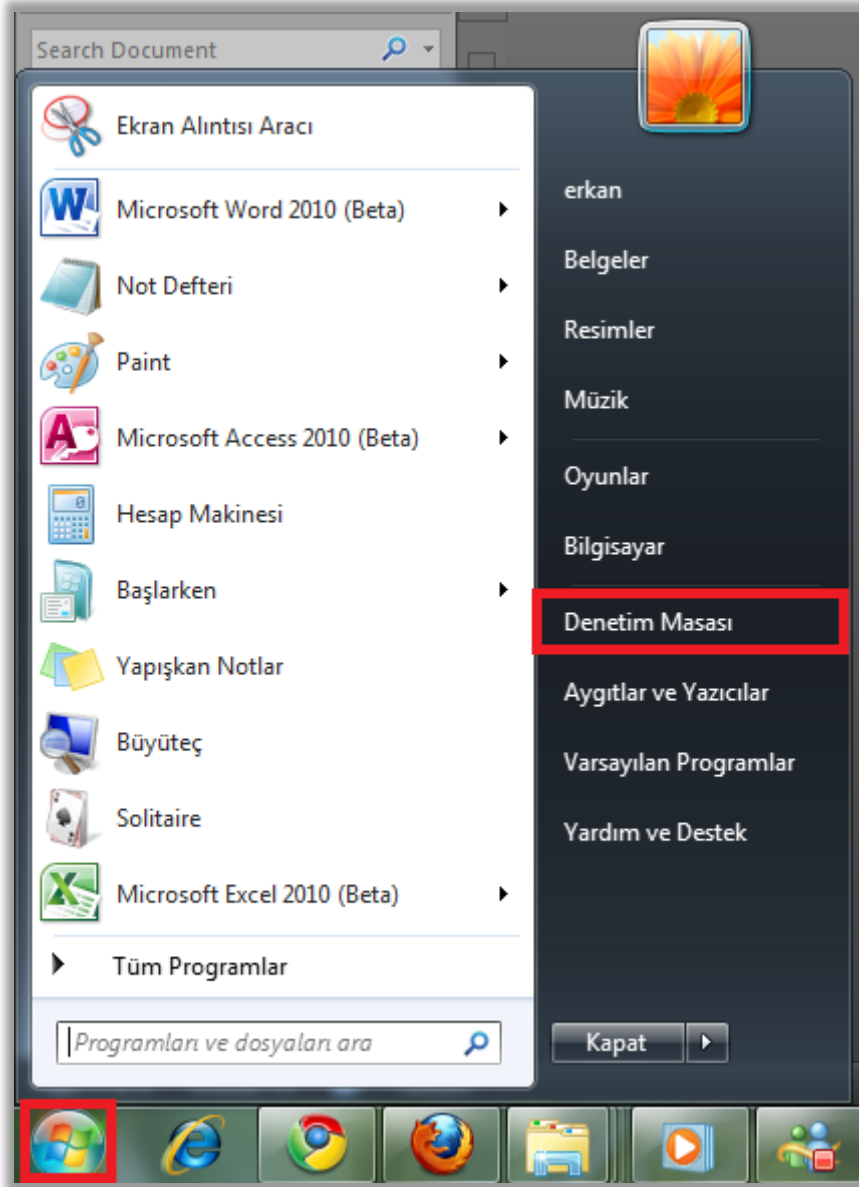 Search Document
Ekran Alıntısı Aracı
Microsoft Word 2010 (Beta)
Not Defteri
Paint
Microsoft Access 2010 (Beta)
Hesap Makinesi
Başlarken
Yapışkan Notlar
Büyüteç
Solitaire
Microsoft Excel 2010 (Beta)
Tüm Programlar
Programları ve dosyaları ara
erkan
Belgeler
Resimler
Müzik
Oyunlar
Bilgisayar
Denetim Masası
Aygıtlar ve Yazıcılar
Varsayılan Programlar
Yardım ve Destek
Kapat